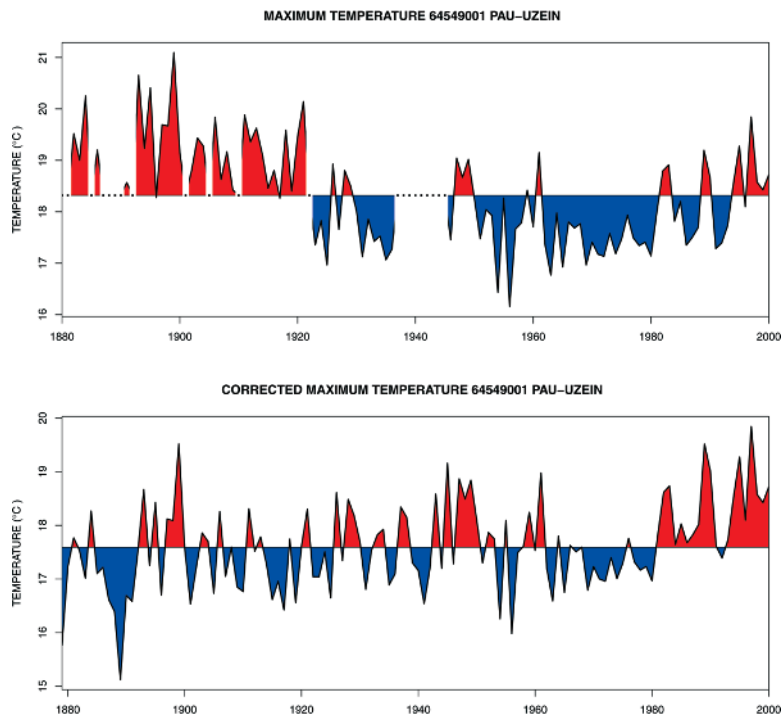 MAXIMUM TEMPERATURE 64549001 PAU–UZEIN
TEMPERATURE (°C)
21
20
19
18
17
16
1880 1900 1920 1940 1960 1980 2000
CORRECTED MAXIMUM TEMPERATURE 64549001 PAU–UZEIN
TEMPERATURE (°C)
20
19
18
17
16
15
1880 1900 1920 1940 1960 1980 2000